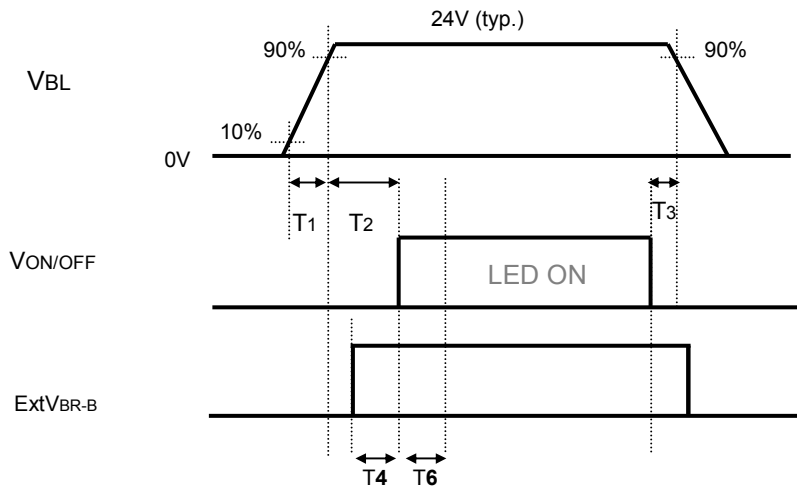 24V (typ.)
90%
90%
VBL
10%
0V
T1
T2
T3
VON/OFF
LED ON
ExtVBR-B
T4
T6